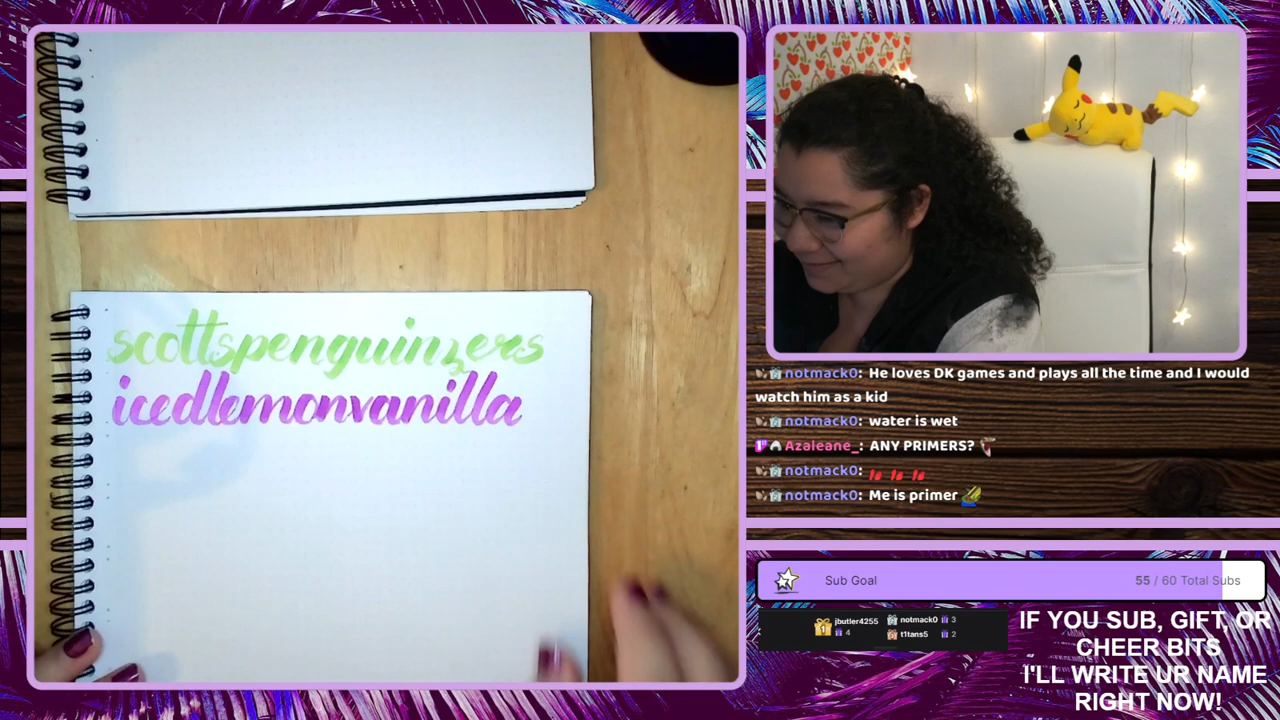 scottspenguinzers
icedlemonvanilla
notmack0: He loves DK games and plays all the time and I would
watch him as a kid
notmack0: water is wet
Azaleane_: ANY PRIMERS?
notmack0:
notmack0: Me is primer
Sub Goal 55 / 60 Total Subs
1 jbutler4255 4
notmack0 3
t1tans5 2
IF YOU SUB, GIFT, OR
CHEER BITS
I'LL WRITE UR NAME
RIGHT NOW!